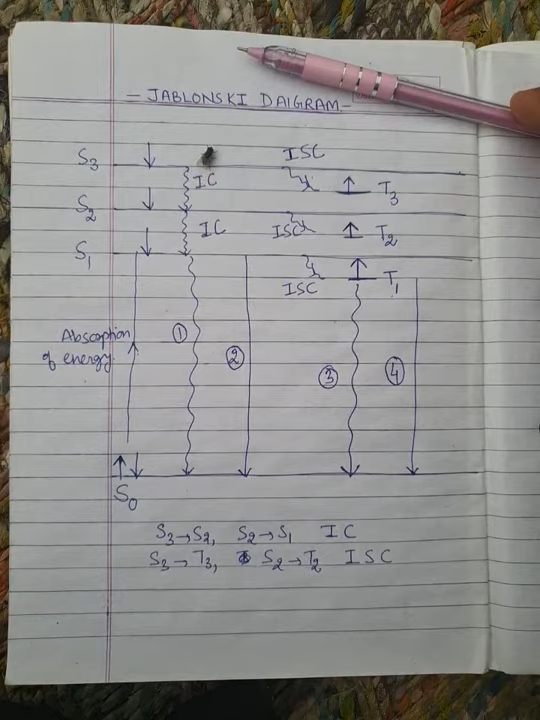 — JABLONSKI DAIGRAM —
S₃ ISC
IC T₃
S₂
IC ISC T₂
S₁
ISC T₁
Absorption
of energy.
①
②
③
④
S₀
S₃→S₂, S₂→S₁ IC
S₃→T₃, S₂→T₂ ISC